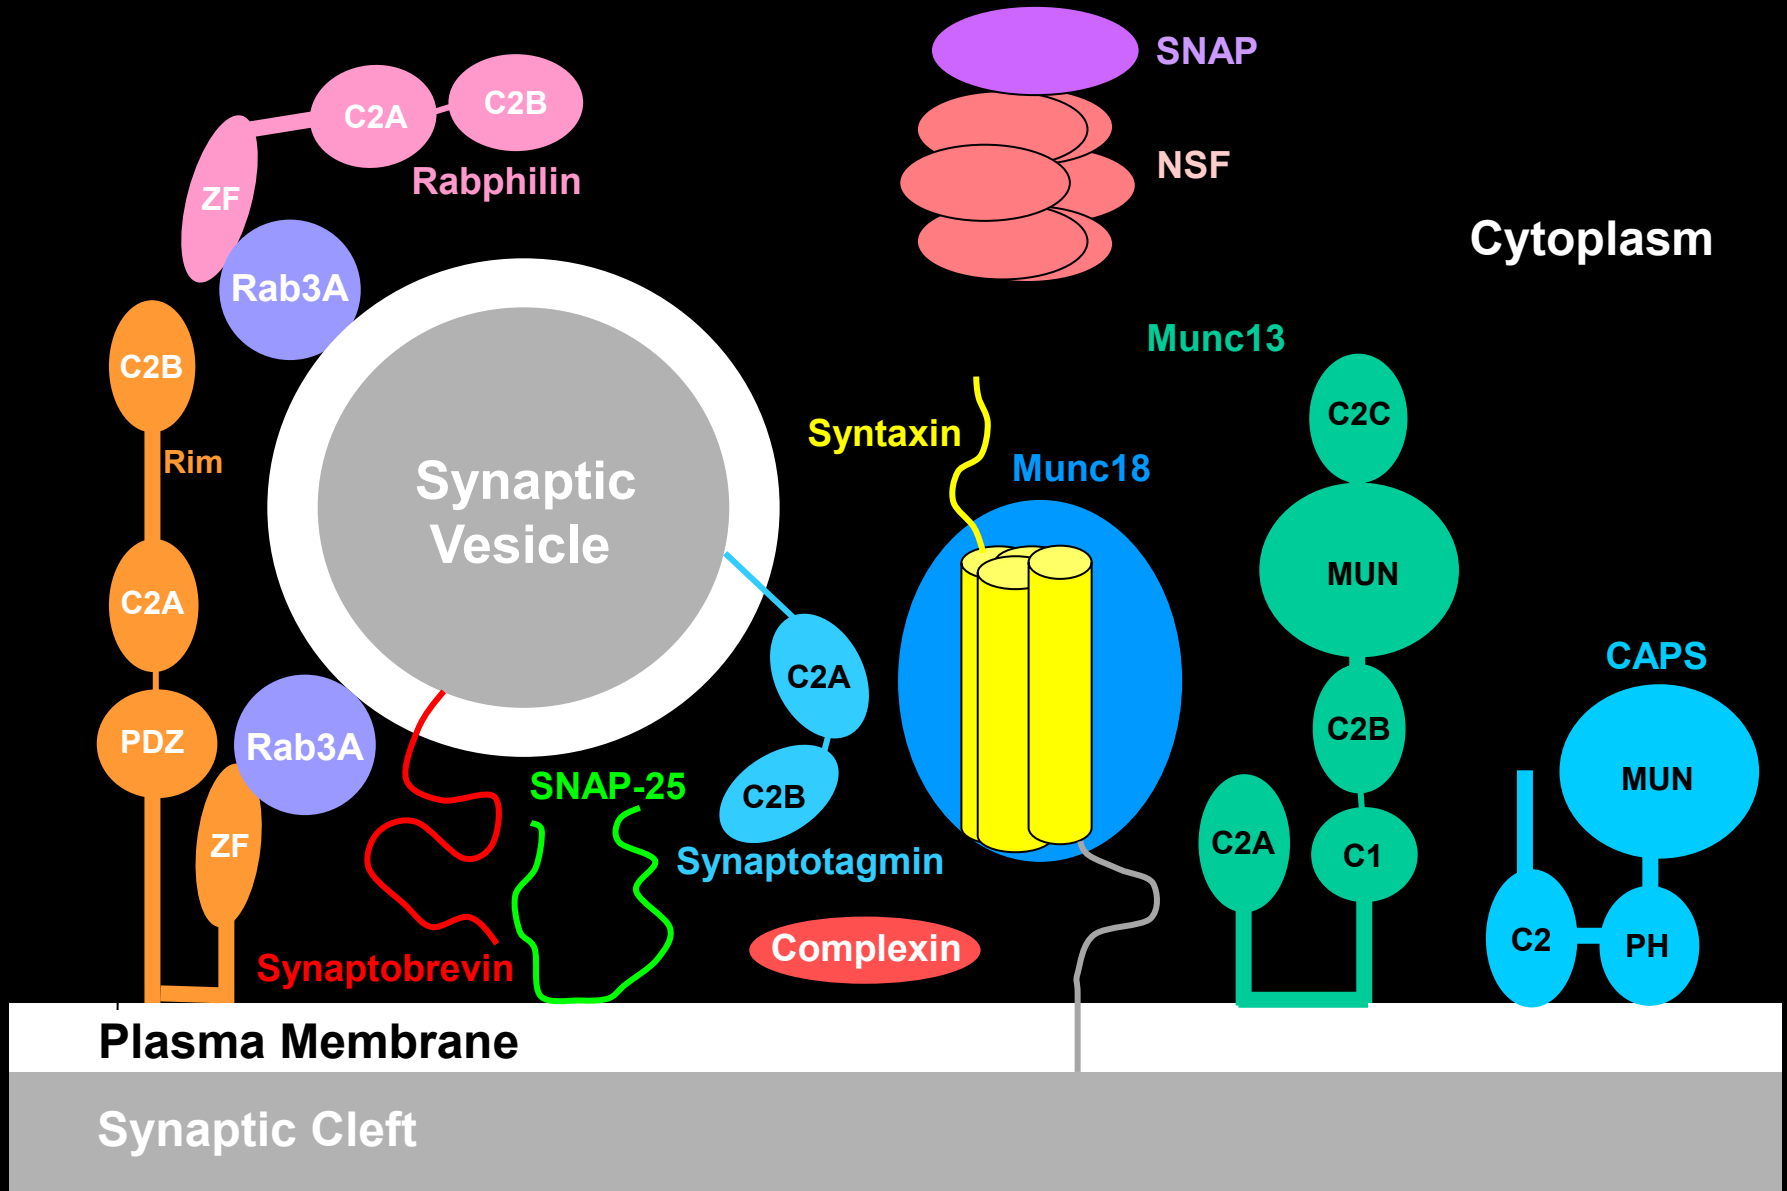 SNAP
C2A
C2B
NSF
Rabphilin
ZF
Cytoplasm
Rab3A
Munc13
C2B
C2C
Syntaxin
Rim
Munc18
Synaptic
Vesicle
MUN
C2A
CAPS
C2A
C2B
PDZ
Rab3A
MUN
SNAP-25
C2B
ZF
C2A
C1
Synaptotagmin
C2
PH
Synaptobrevin
Complexin
Plasma Membrane
Synaptic Cleft